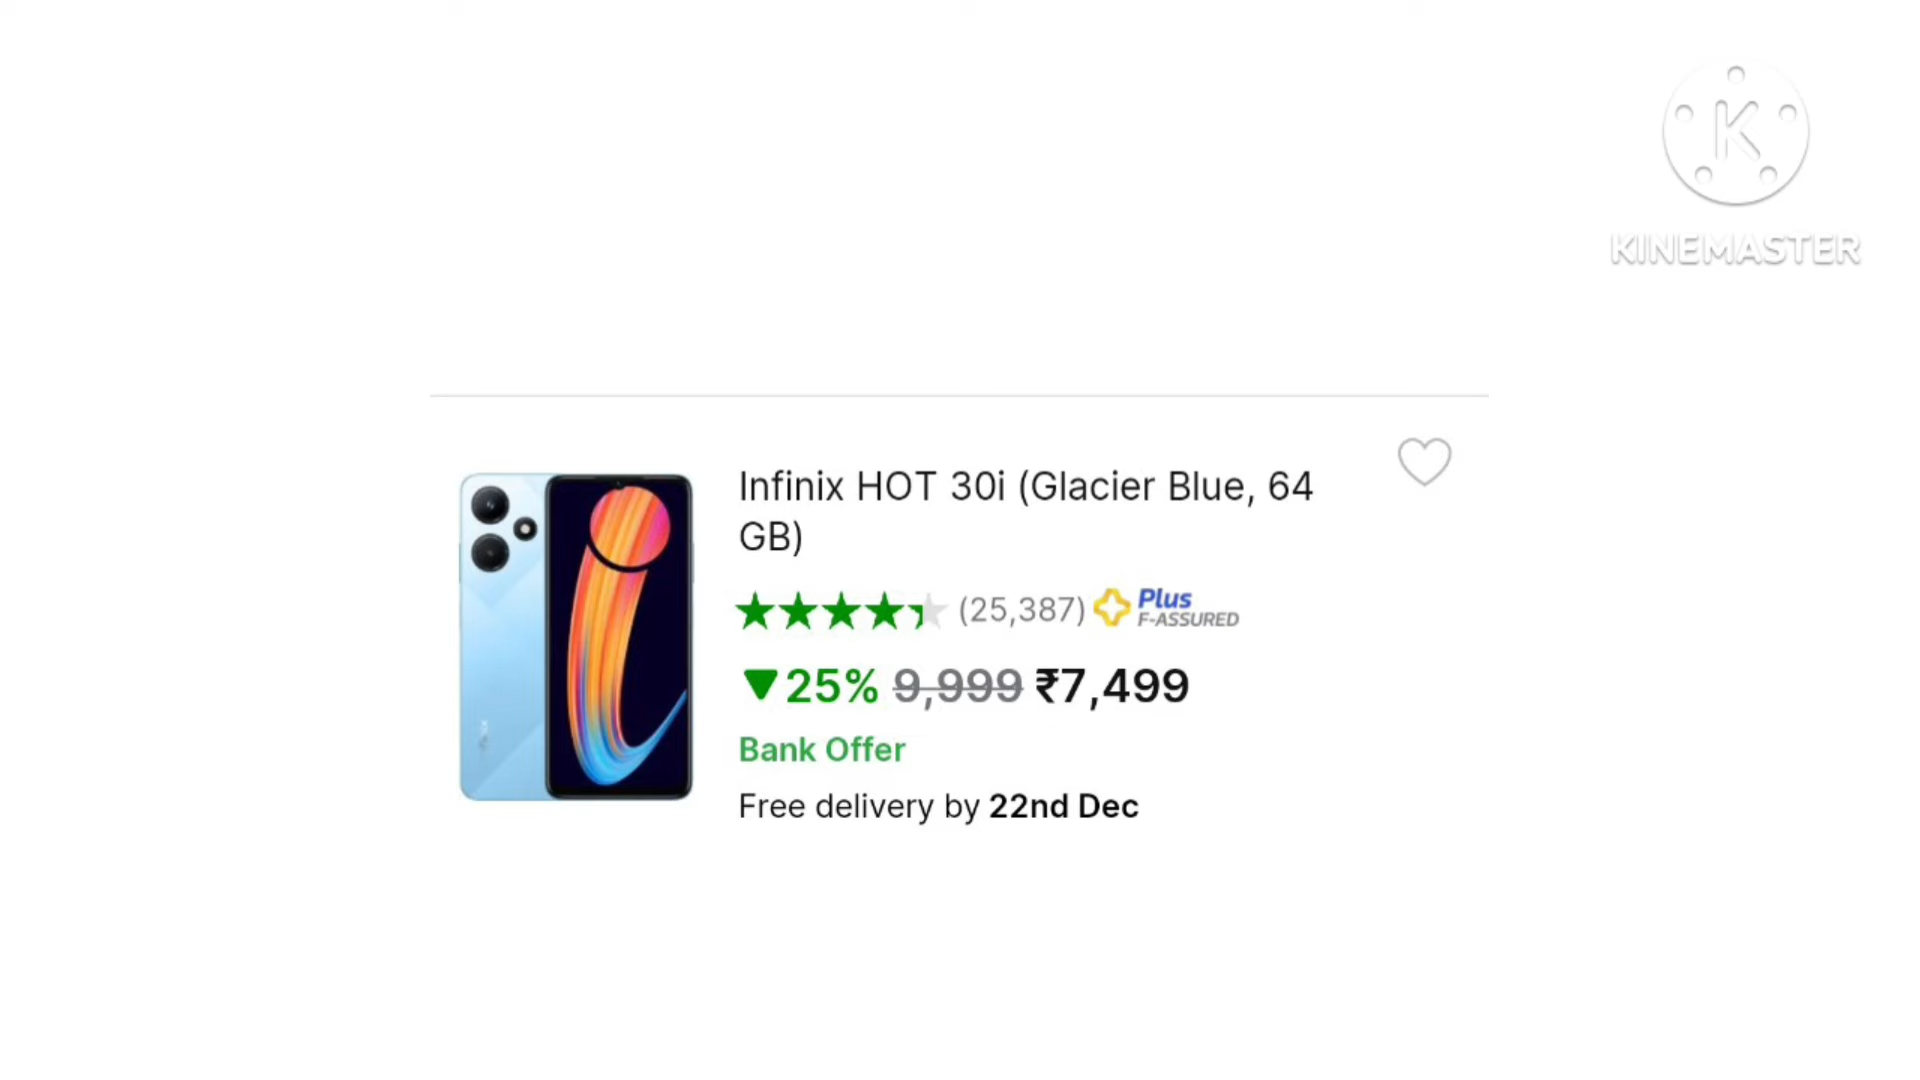 K
KINEMASTER
Infinix HOT 30i (Glacier Blue, 64
GB)
(25,387) Plus F-ASSURED
▼25% 9,999 ₹7,499
Bank Offer
Free delivery by 22nd Dec